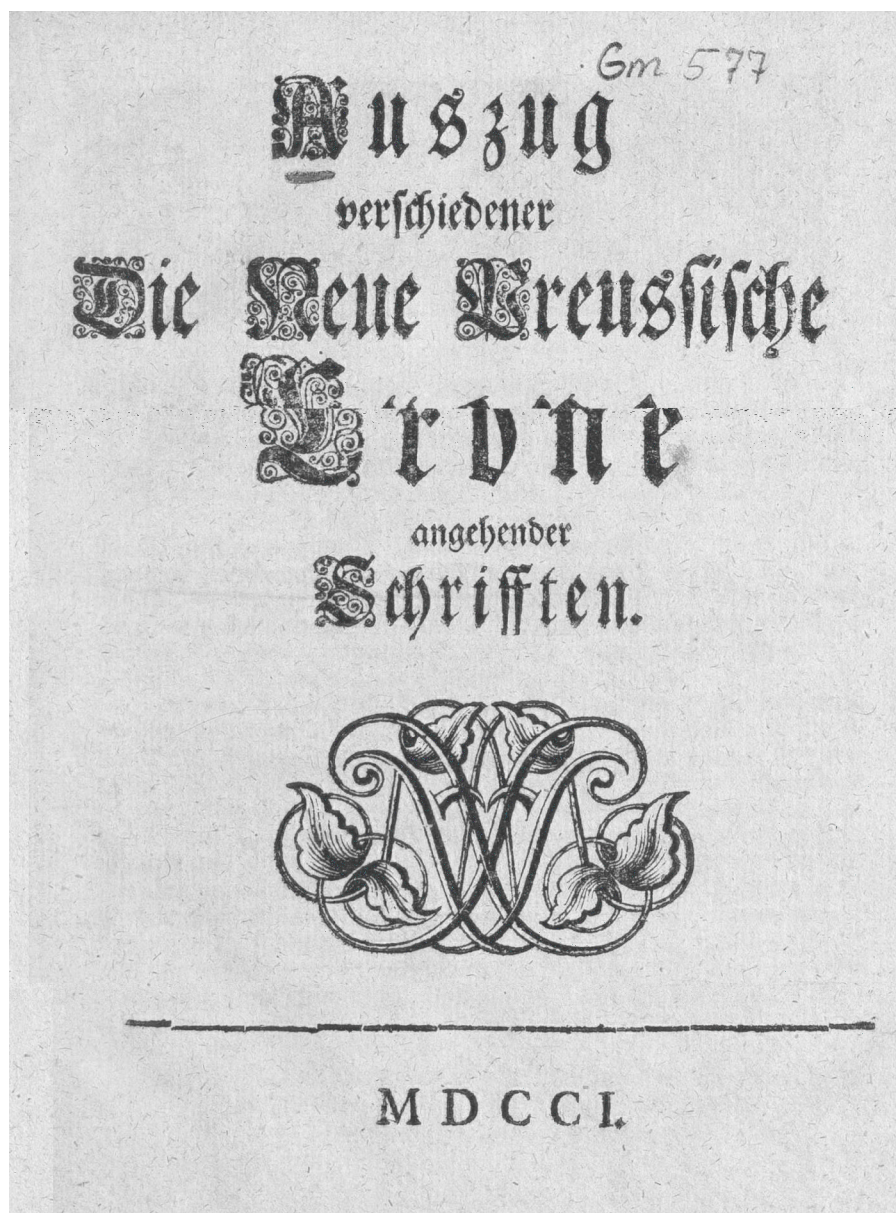 Gm 577
Auszug
verſchiedener
Die Neue Preusſiſche
Crone
angehender
Schrifften.
MDCCI.